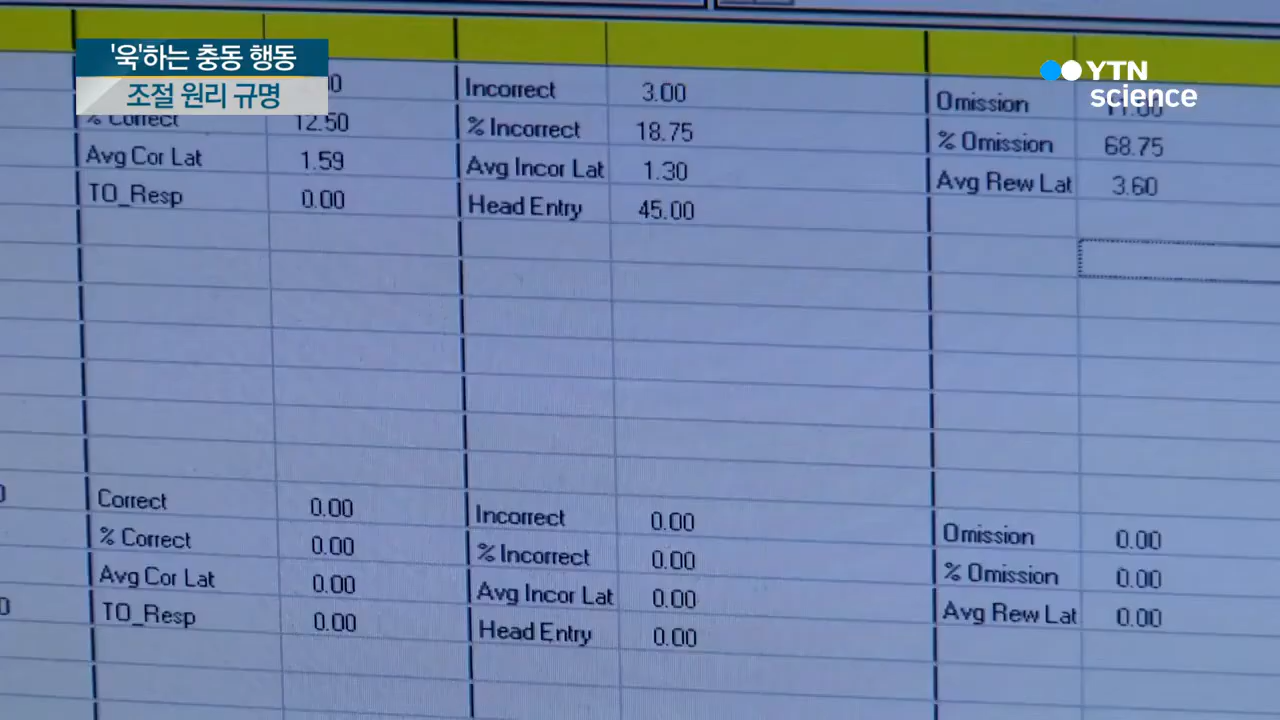 '욱'하는 충동 행동
조절 원리 규명
YTN
science
Incorrect 3.00
Omission 11.00
% Correct 12.50
% Incorrect 18.75
% Omission 68.75
Avg Cor Lat 1.59
Avg Incor Lat 1.30
Avg Rew Lat 3.60
TO_Resp 0.00
Head Entry 45.00
Correct 0.00
Incorrect 0.00
Omission 0.00
% Correct 0.00
% Incorrect 0.00
% Omission 0.00
Avg Cor Lat 0.00
Avg Incor Lat 0.00
Avg Rew Lat 0.00
TO_Resp 0.00
Head Entry 0.00